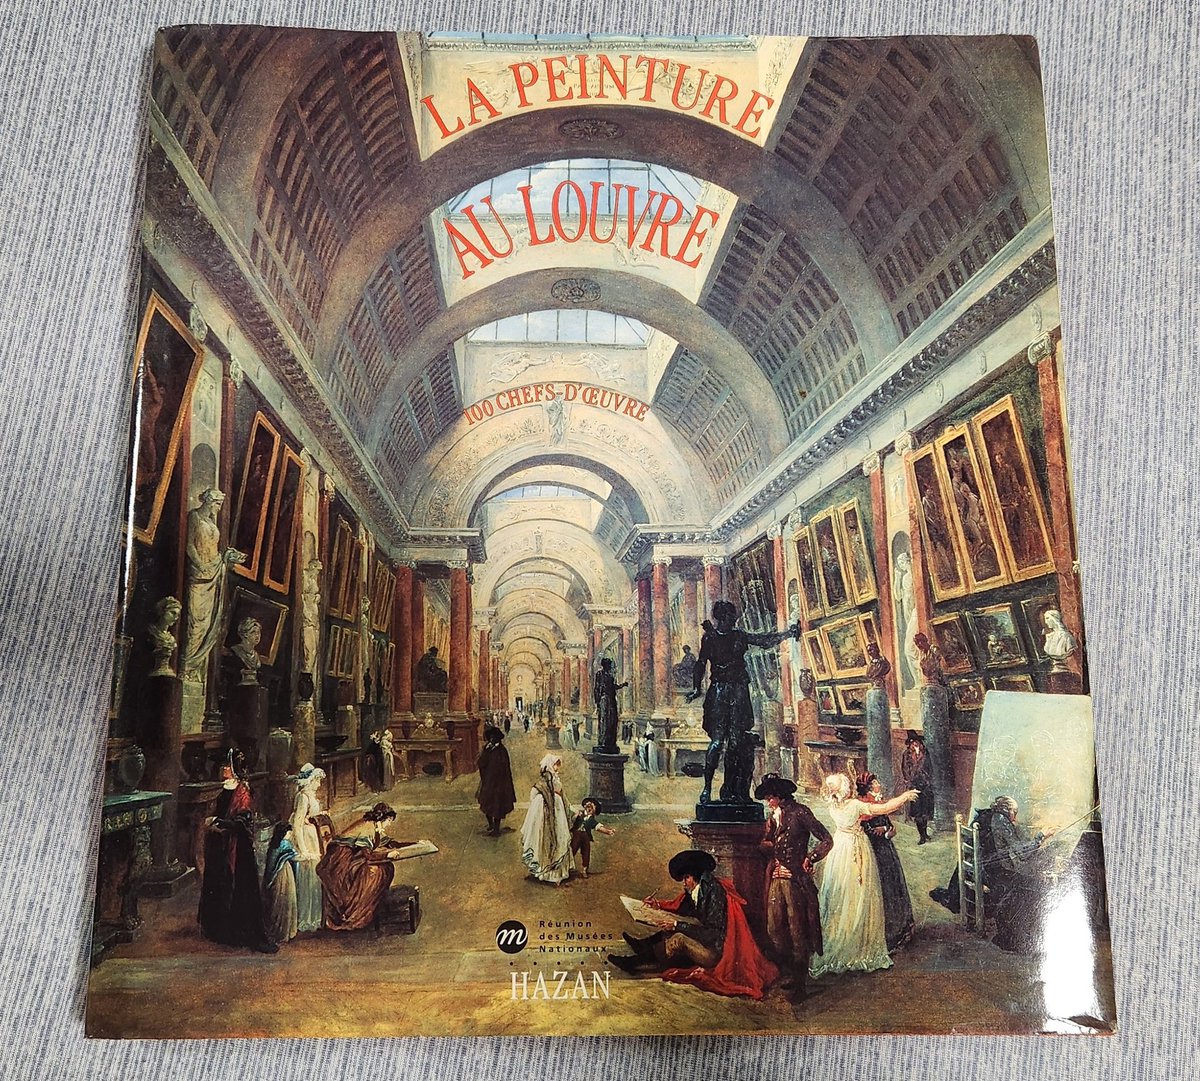 LA PEINTURE
AU LOUVRE
100 CHEFS-D'ŒUVRE
m
Réunion
des Musées
Nationaux
HAZAN